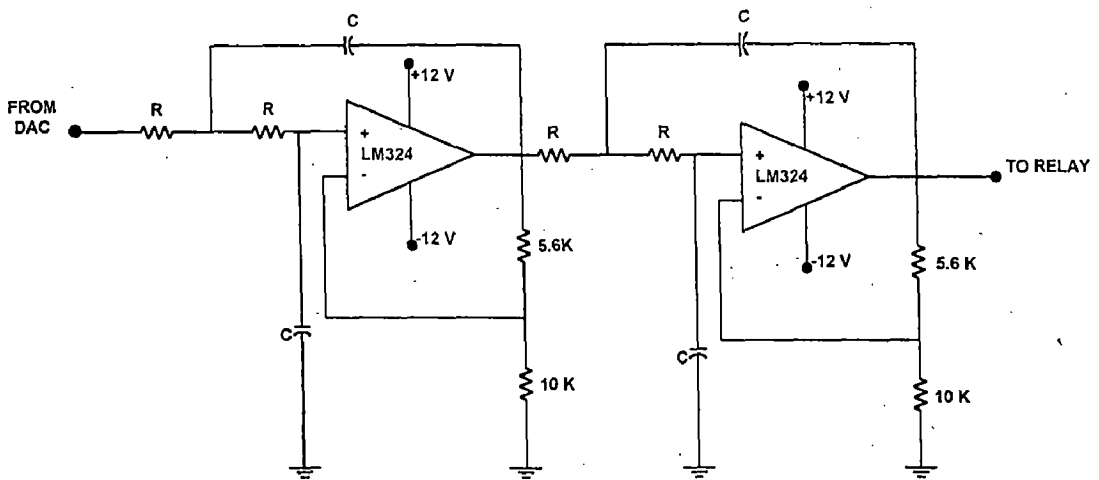 C
C
+12 V
+12 V
FROM
DAC
R
R
+
LM324
-
R
R
+
LM324
-
TO RELAY
-12 V
5.6K
-12 V
5.6 K
C
C
10 K
10 K